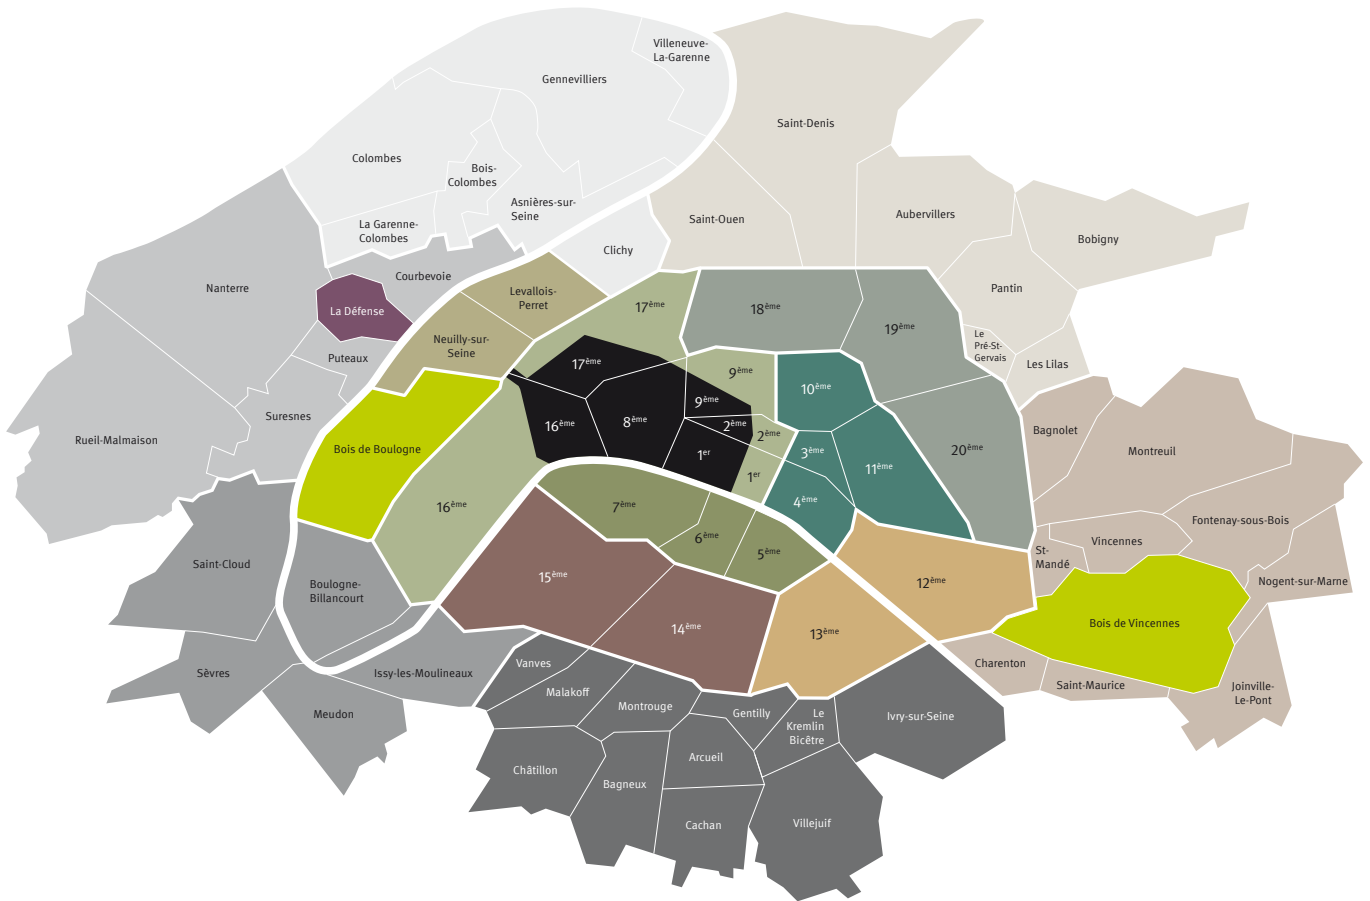 Villeneuve-
La-Garenne
Gennevilliers
Saint-Denis
Colombes
Bois-
Colombes
Asnières-sur-
Seine
La Garenne-
Colombes
Saint-Ouen
Aubervillers
Bobigny
Clichy
Courbevoie
Nanterre
La Défense
Levallois-
Perret
Pantin
17ème
18ème
19ème
Neuilly-sur-
Seine
Le
Pré-St-
Gervais
Les Lilas
Puteaux
17ème
9ème
10ème
Suresnes
Rueil-Malmaison
Bois de Boulogne
16ème
8ème
9ème
2ème
2ème
1er
1er
3ème
4ème
11ème
20ème
Bagnolet
Montreuil
16ème
7ème
6ème
5ème
Fontenay-sous-Bois
Vincennes
St-
Mandé
Nogent-sur-Marne
Saint-Cloud
Boulogne-
Billancourt
15ème
14ème
13ème
12ème
Bois de Vincennes
Charenton
Saint-Maurice
Joinville-
Le-Pont
Sèvres
Issy-les-Moulineaux
Meudon
Vanves
Malakoff
Montrouge
Gentilly
Le
Kremlin
Bicêtre
Ivry-sur-Seine
Châtillon
Bagneux
Arcueil
Cachan
Villejuif